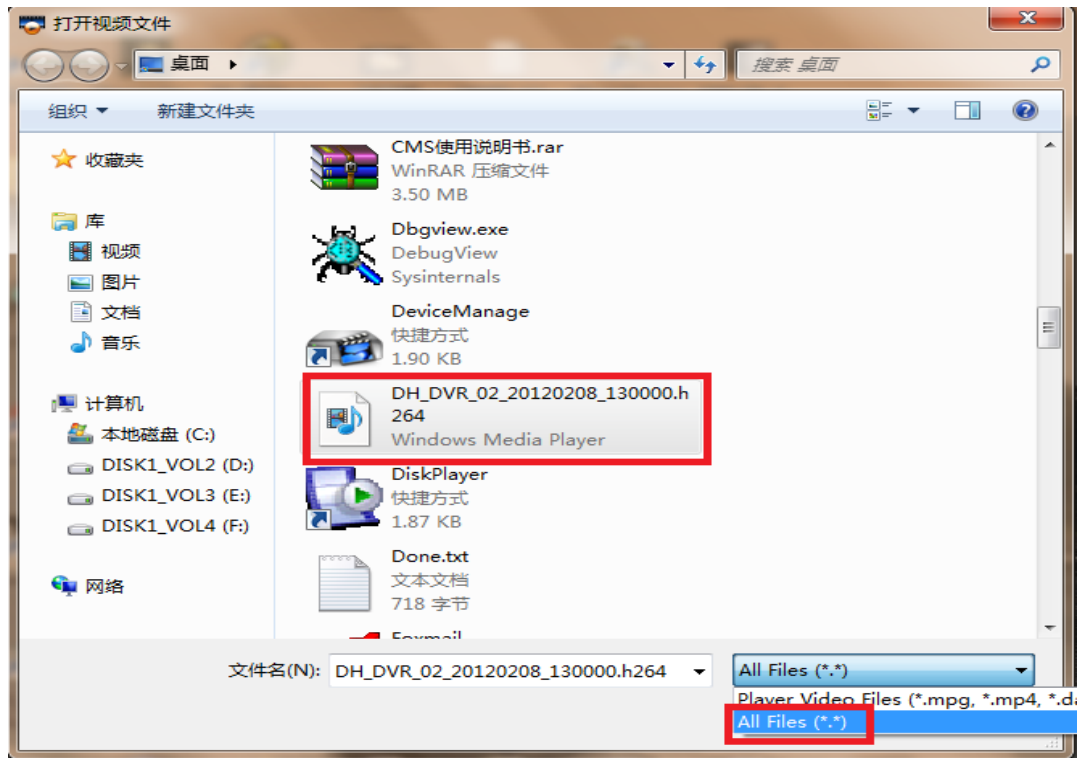 打开视频文件
桌面
搜索 桌面
组织
新建文件夹
收藏夹
库
视频
图片
文档
音乐
计算机
本地磁盘 (C:)
DISK1_VOL2 (D:)
DISK1_VOL3 (E:)
DISK1_VOL4 (F:)
网络
CMS使用说明书.rar
WinRAR 压缩文件
3.50 MB
Dbgview.exe
DebugView
Sysinternals
DeviceManage
快捷方式
1.90 KB
DH_DVR_02_20120208_130000.h
264
Windows Media Player
DiskPlayer
快捷方式
1.87 KB
Done.txt
文本文档
718 字节
Foxmail
文件名(N): DH_DVR_02_20120208_130000.h264
All Files (*.*)
Player Video Files (*.mpg, *.mp4, *.da
All Files (*.*)